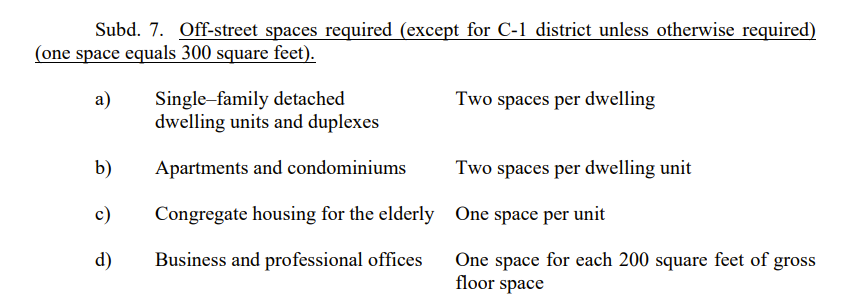 Subd. 7. Off-street spaces required (except for C-1 district unless otherwise required)
(one space equals 300 square feet).
a) Single–family detached Two spaces per dwelling
dwelling units and duplexes
b) Apartments and condominiums Two spaces per dwelling unit
c) Congregate housing for the elderly One space per unit
d) Business and professional offices One space for each 200 square feet of gross
floor space